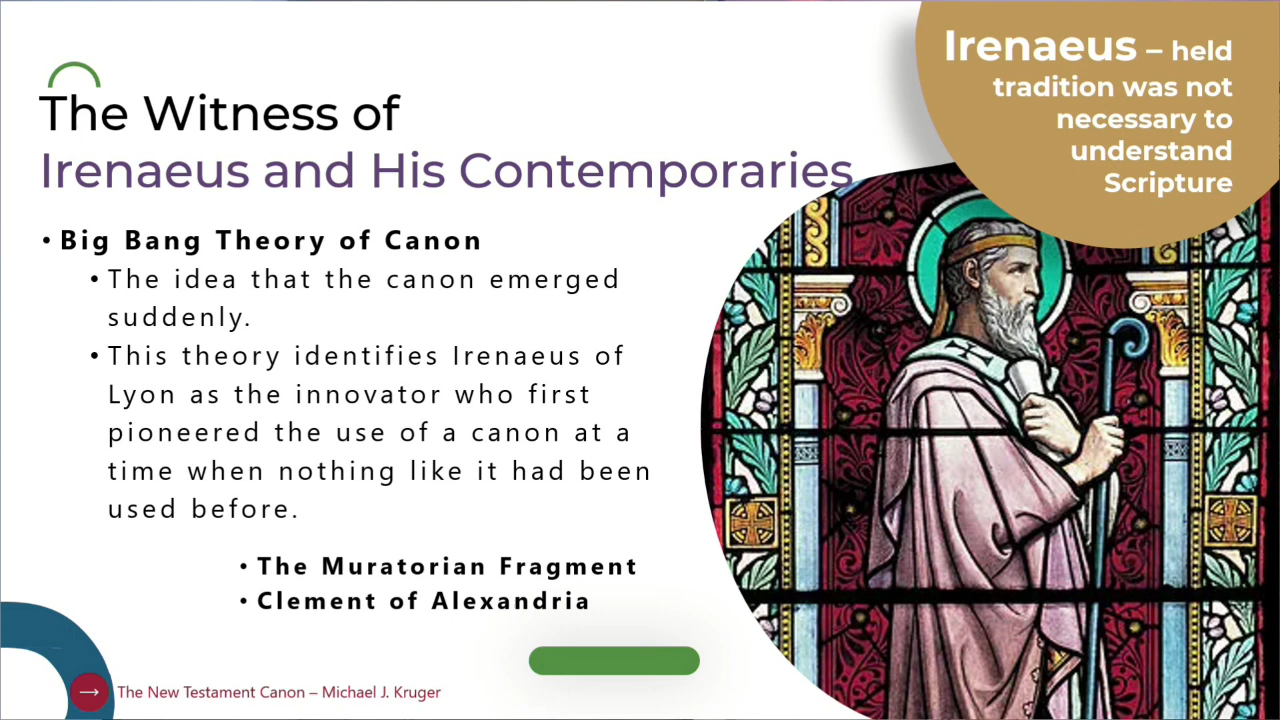 The Witness of
Irenaeus and His Contemporaries
Irenaeus – held
tradition was not
necessary to
understand
Scripture
• Big Bang Theory of Canon
• The idea that the canon emerged
suddenly.
• This theory identifies Irenaeus of
Lyon as the innovator who first
pioneered the use of a canon at a
time when nothing like it had been
used before.
• The Muratorian Fragment
• Clement of Alexandria
The New Testament Canon – Michael J. Kruger